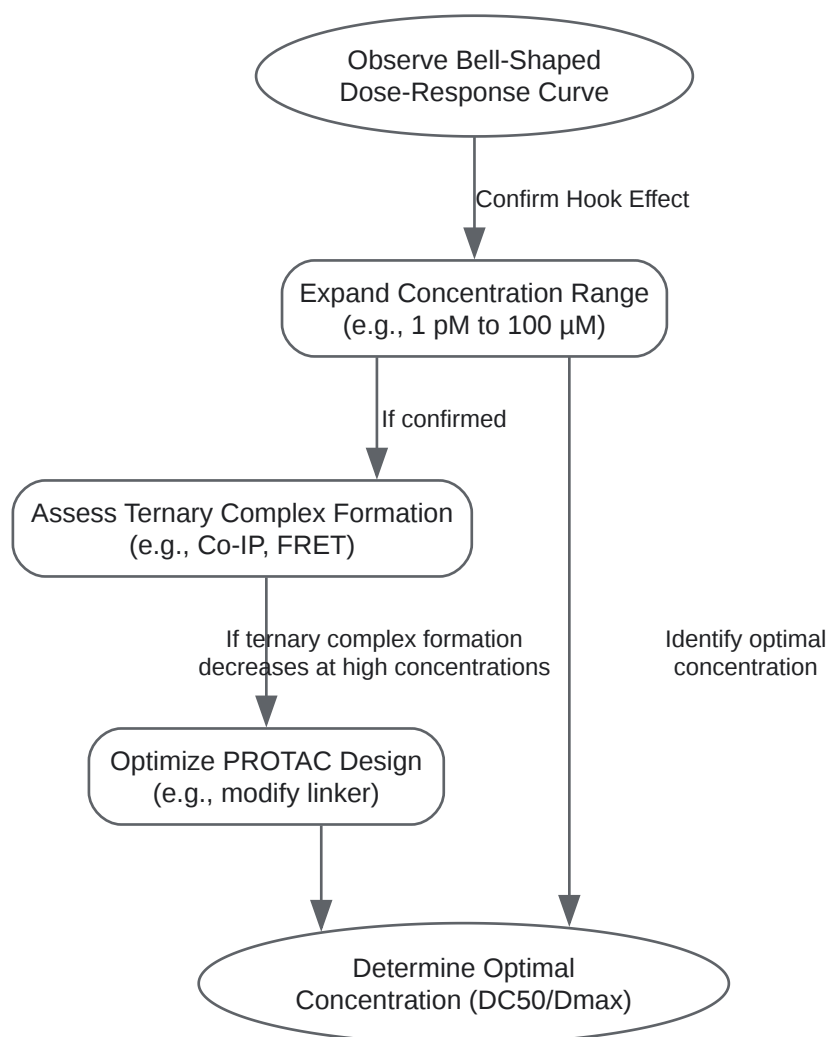 Observe Bell-Shaped
Dose-Response Curve
Confirm Hook Effect
Expand Concentration Range
(e.g., 1 pM to 100 µM)
If confirmed
Assess Ternary Complex Formation
(e.g., Co-IP, FRET)
If ternary complex formation
decreases at high concentrations
Identify optimal
concentration
Optimize PROTAC Design
(e.g., modify linker)
Determine Optimal
Concentration (DC50/Dmax)